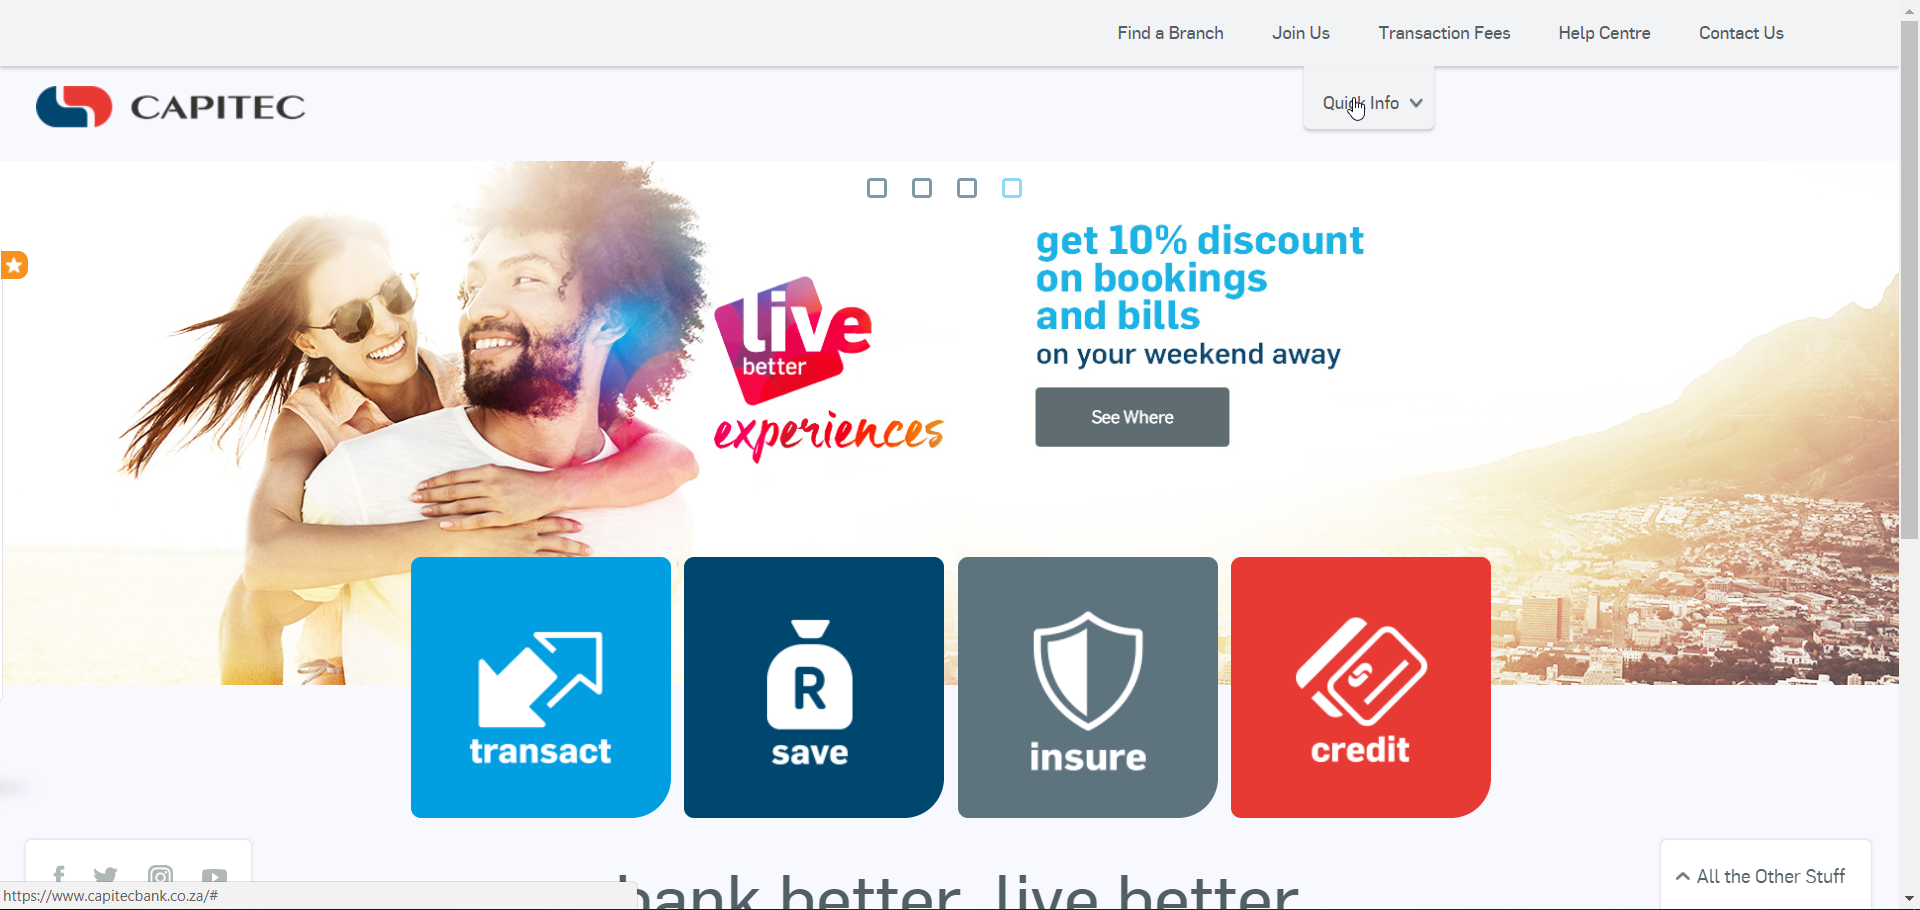 Find a Branch
Join Us
Transaction Fees
Help Centre
Contact Us
CAPITEC
Quick Info
get 10% discount
on bookings
and bills
on your weekend away
See Where
live
better
experiences
R
transact
save
insure
credit
bank better, live better
All the Other Stuff
https://www.capitecbank.co.za/#